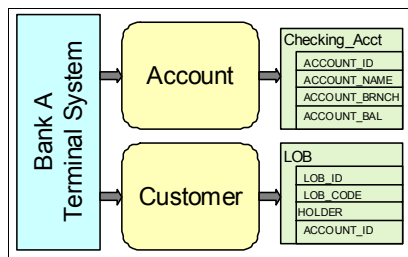 Bank A
Terminal System
Account
Checking_Acct
ACCOUNT_ID
ACCOUNT_NAME
ACCOUNT_BRNCH
ACCOUNT_BAL
Customer
LOB
LOB_ID
LOB_CODE
HOLDER
ACCOUNT_ID